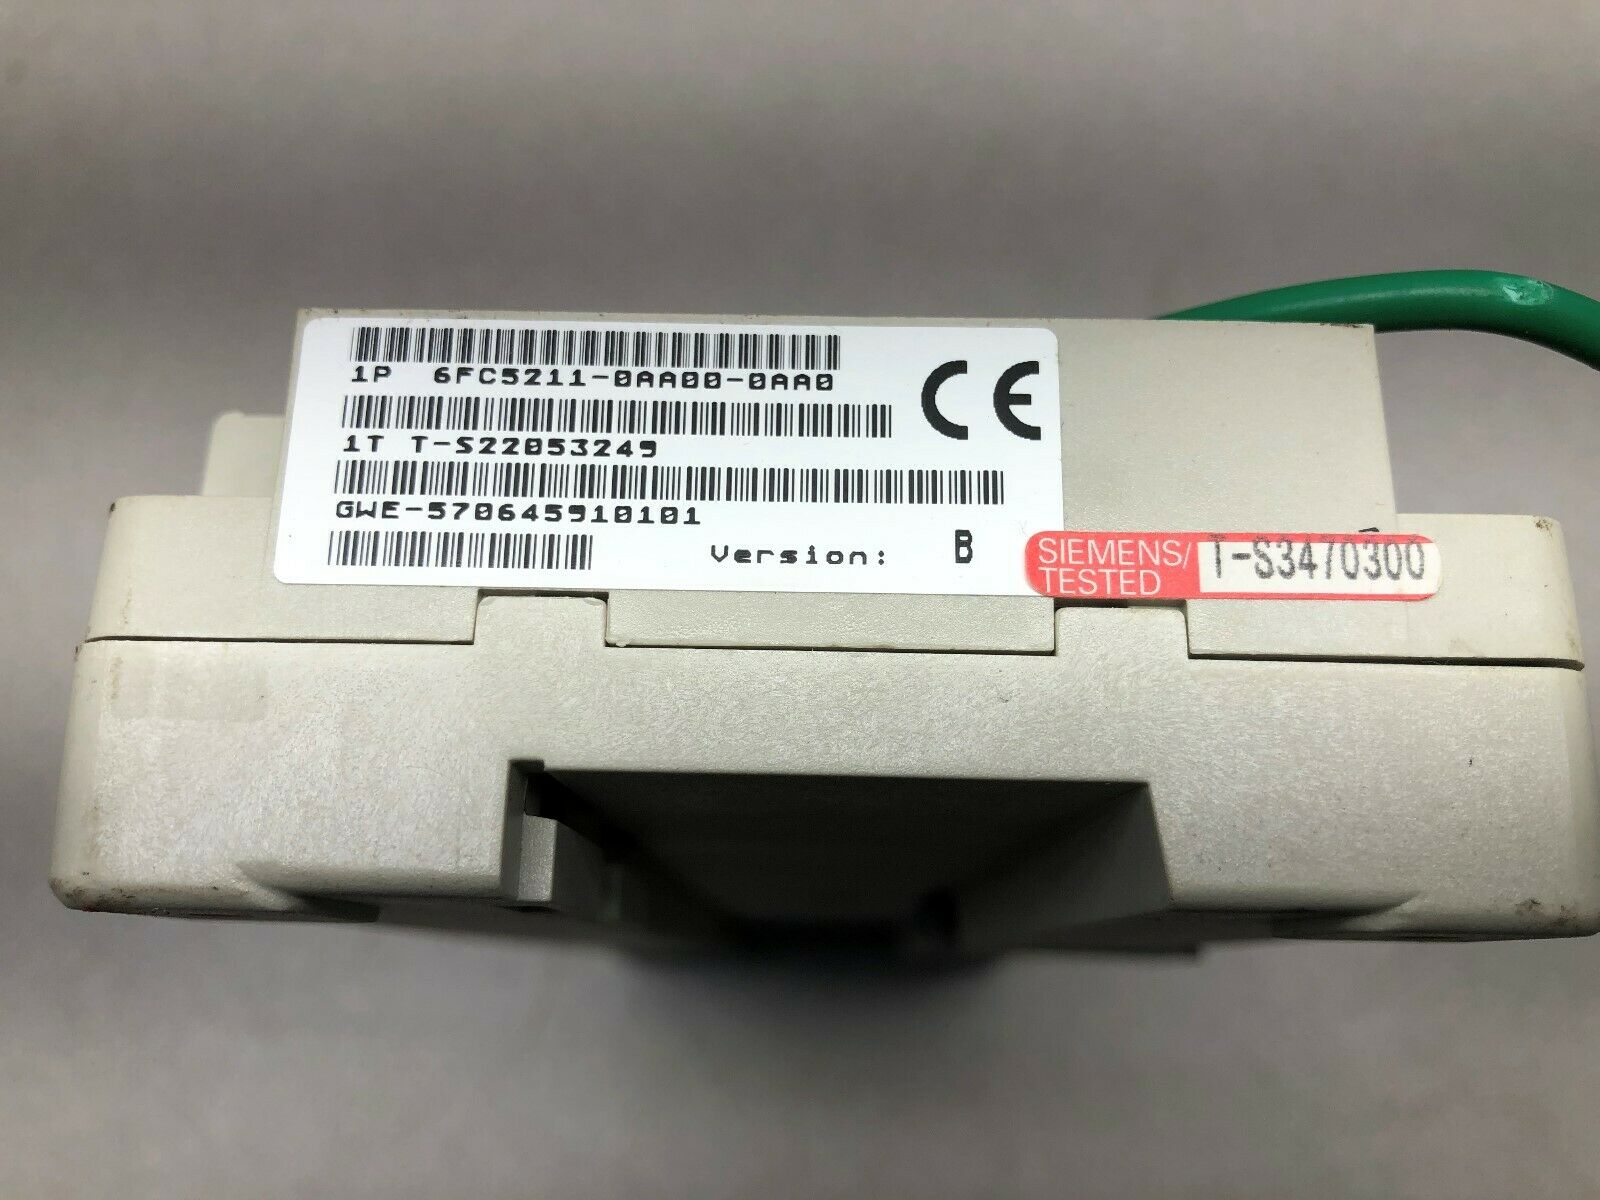 1P 6FC5211-0AA00-0AA0
CE
1T T-S22053249
GWE-570645910101
Version: B
SIEMENS/
TESTED
T-S3470300